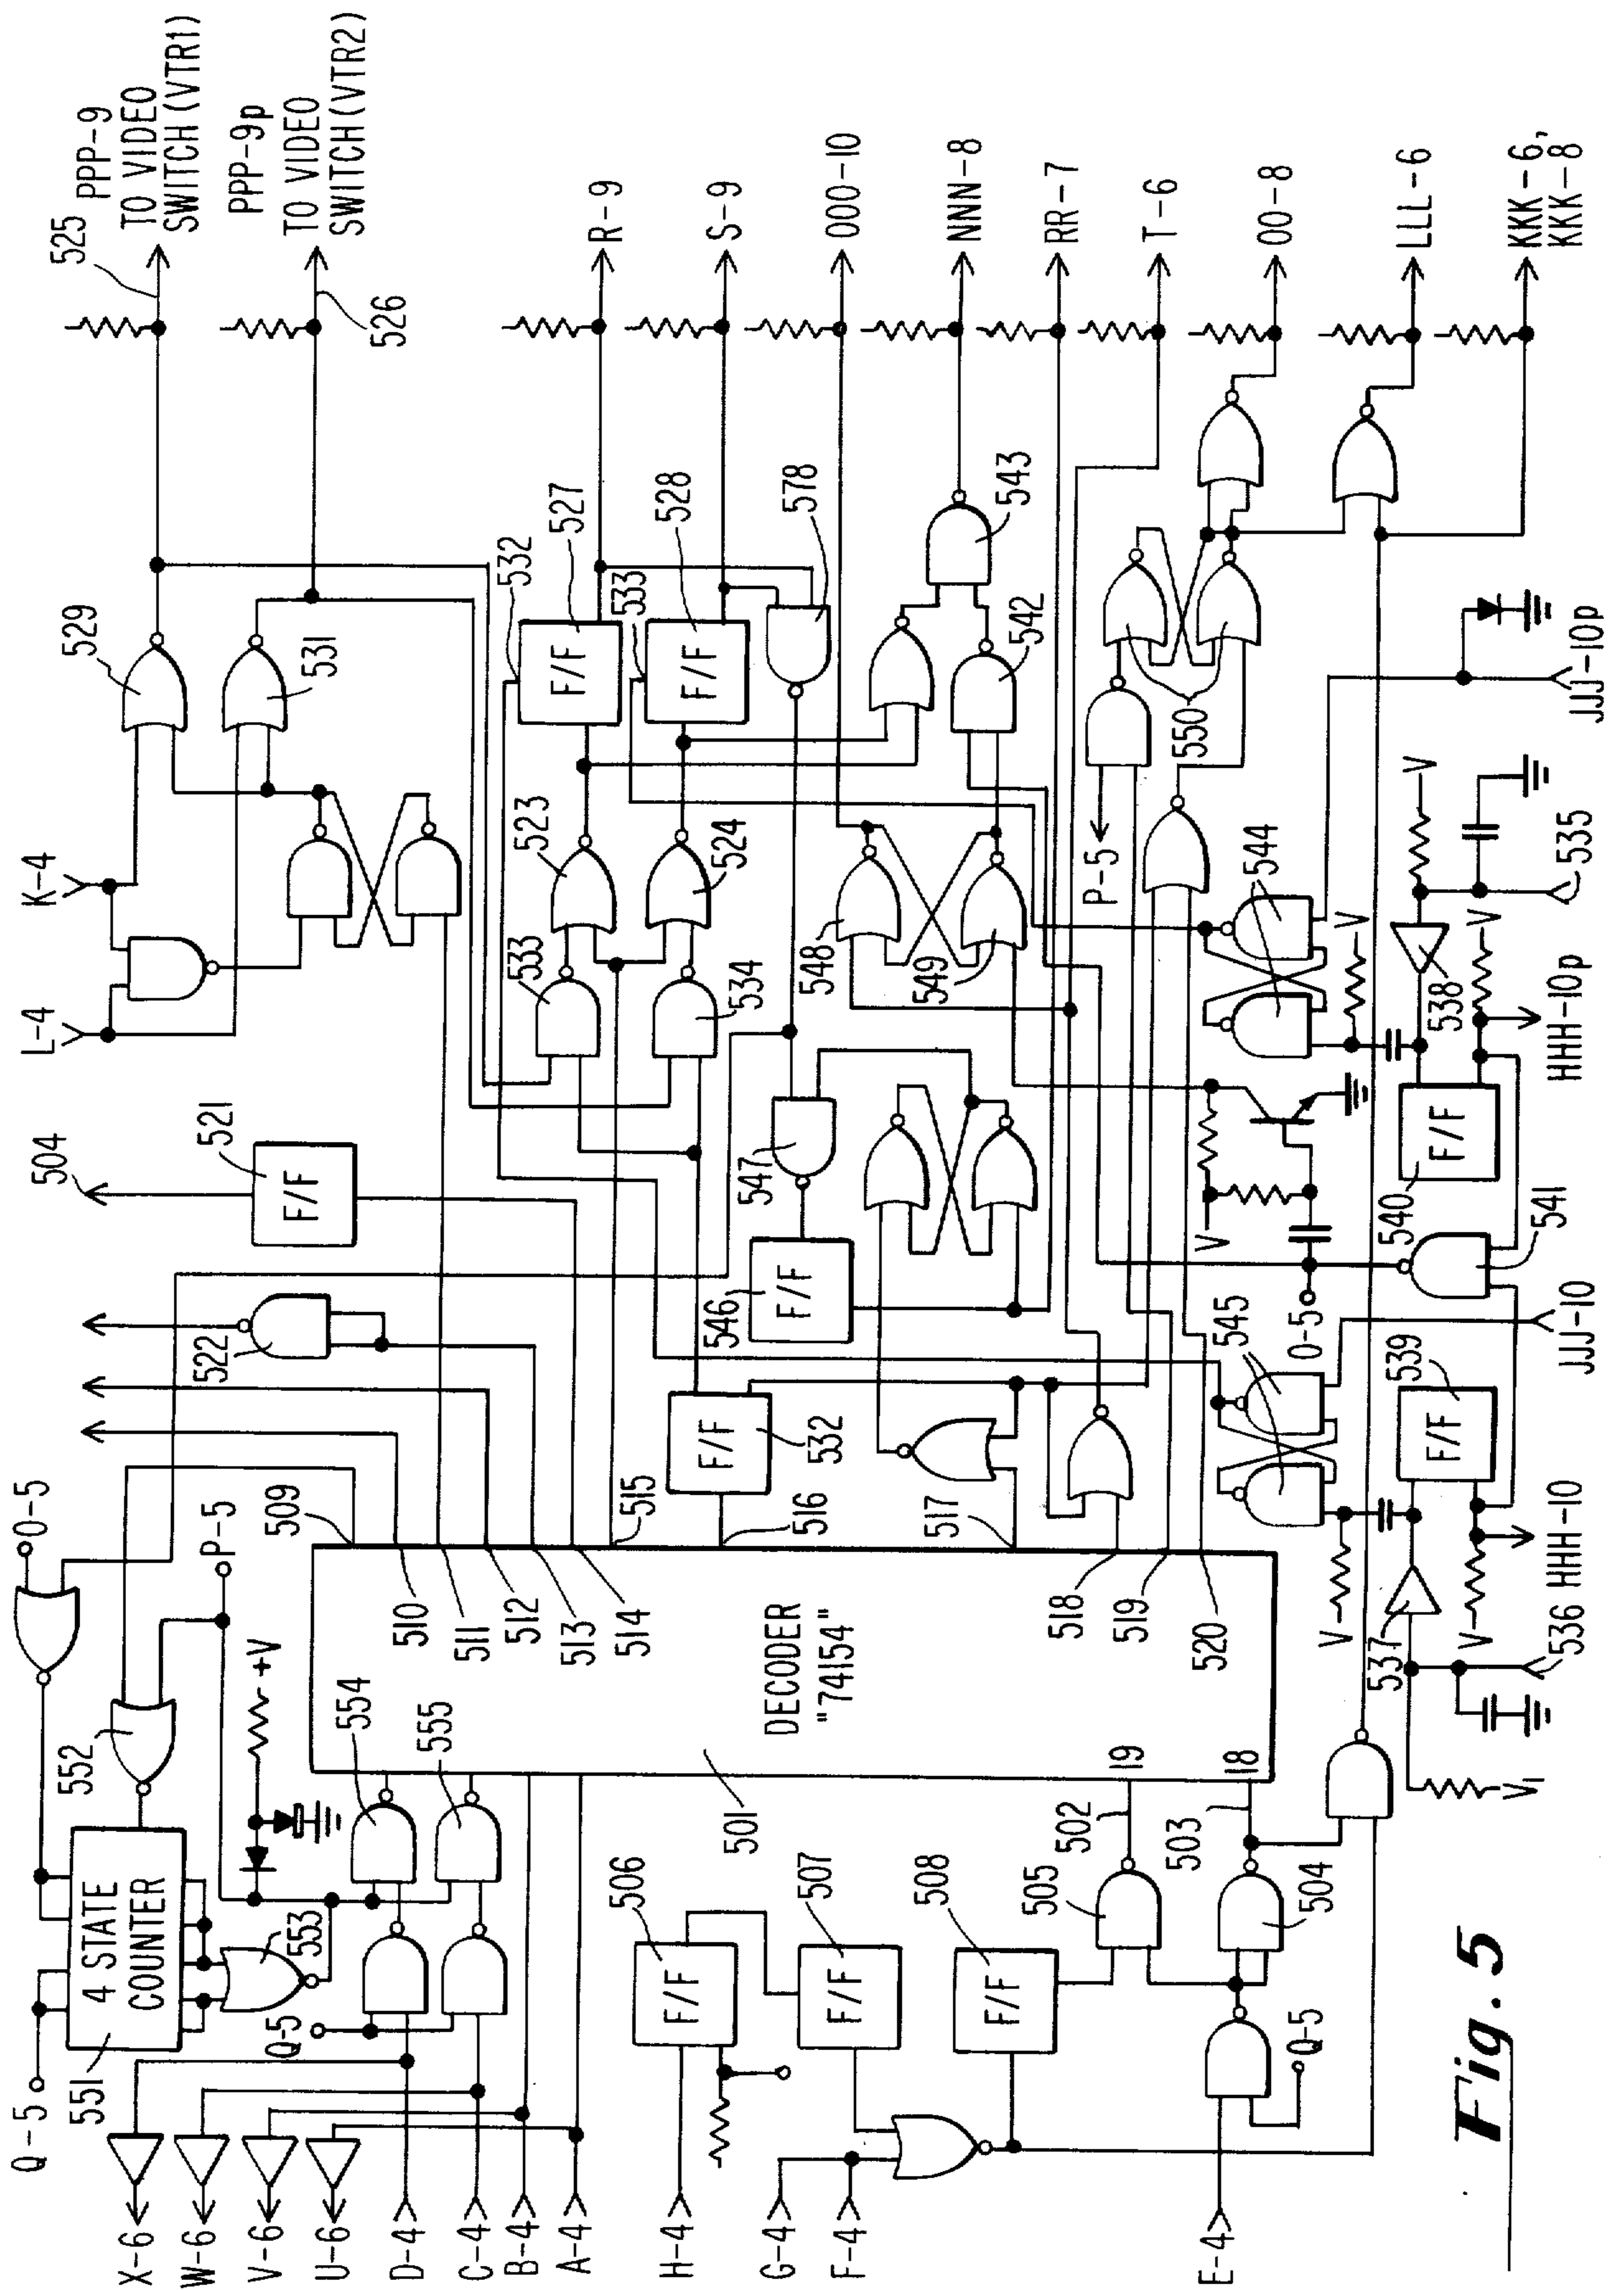 PPP-9
TO VIDEO
SWITCH (VTR1)
525
PPP-9p
TO VIDEO
SWITCH (VTR2)
526
R-9
S-9
OOO-10
NNN-8
RR-7
T-6
OO-8
LLL-6
KKK-6,
KKK-8
K-4
L-4
529
531
532
527
F/F
533
528
F/F
578
523
524
533
534
543
542
548
549
550
P-5
544
JJJ-10p
535
V
V
V
538
HHH-10p
540
F/F
541
504
521
F/F
522
547
546
F/F
V
O-5
545
JJJ-10
539
F/F
532
F/F
O-5
P-5
509
510
511
512
513
514
515
516
517
518
519
520
DECODER
"74154"
501
19
18
V
V
537
536
HHH-10
V1
552
+V
554
555
4 STATE
COUNTER
551
553
Q-5
Q-5
506
F/F
507
F/F
508
F/F
505
502
503
504
Q-5
X-6
W-6
V-6
U-6
D-4
C-4
B-4
A-4
H-4
G-4
F-4
E-4
Fig. 5